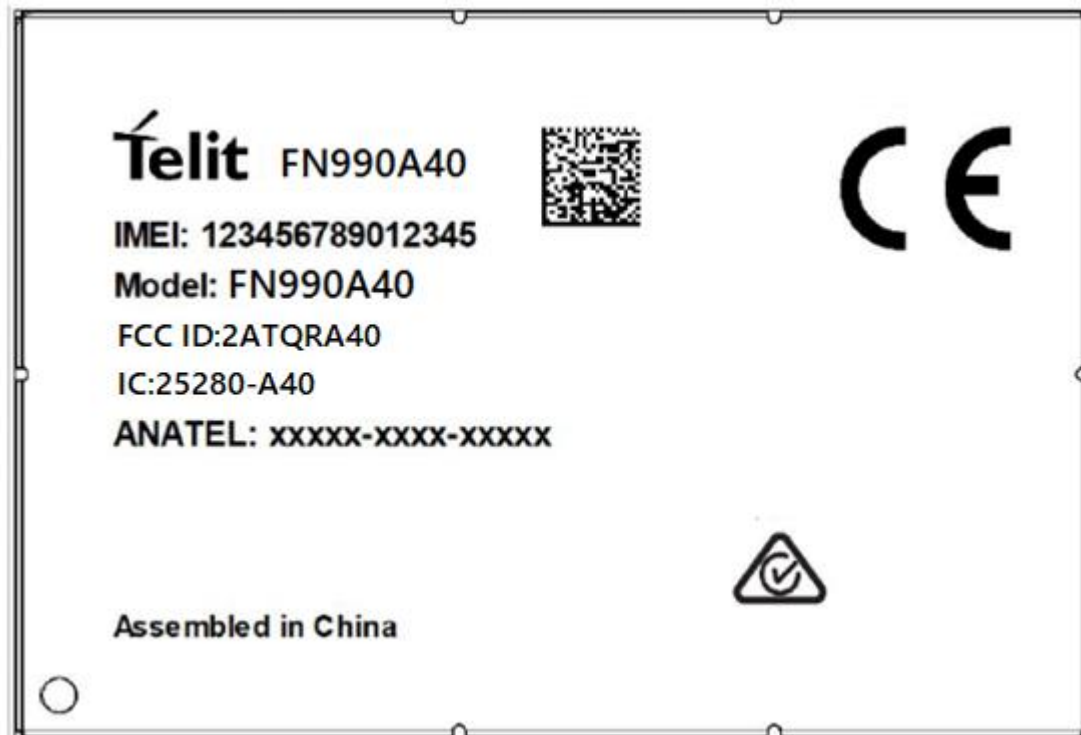 Telit FN990A40
IMEI: 123456789012345
Model: FN990A40
FCC ID:2ATQRA40
IC:25280-A40
ANATEL: xxxxx-xxxx-xxxxx
CE
Assembled in China